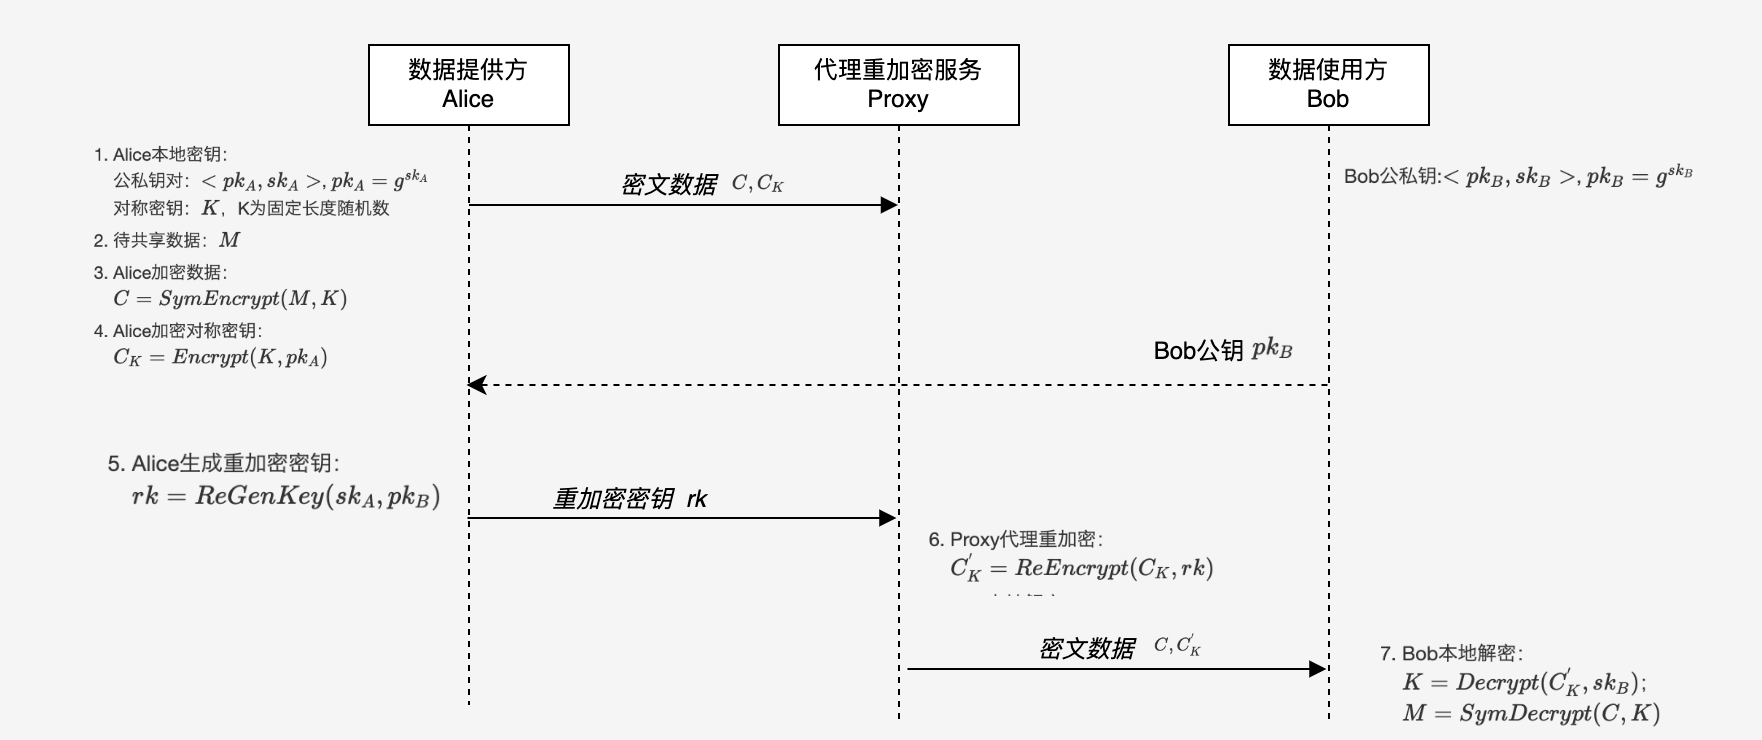 数据提供方
Alice
代理重加密服务
Proxy
数据使用方
Bob
1. Alice本地密钥:
公私钥对: < pk_A, sk_A >, pk_A = g^{sk_A}
对称密钥: K, K为固定长度随机数
2. 待共享数据: M
3. Alice加密数据:
C = SymEncrypt(M, K)
4. Alice加密对称密钥:
C_K = Encrypt(K, pk_A)
密文数据 C, C_K
Bob公私钥:< pk_B, sk_B >, pk_B = g^{sk_B}
Bob公钥 pk_B
5. Alice生成重加密密钥:
rk = ReGenKey(sk_A, pk_B)
重加密密钥 rk
6. Proxy代理重加密:
C'_K = ReEncrypt(C_K, rk)
密文数据 C, C'_K
7. Bob本地解密:
K = Decrypt(C'_K, sk_B);
M = SymDecrypt(C, K)